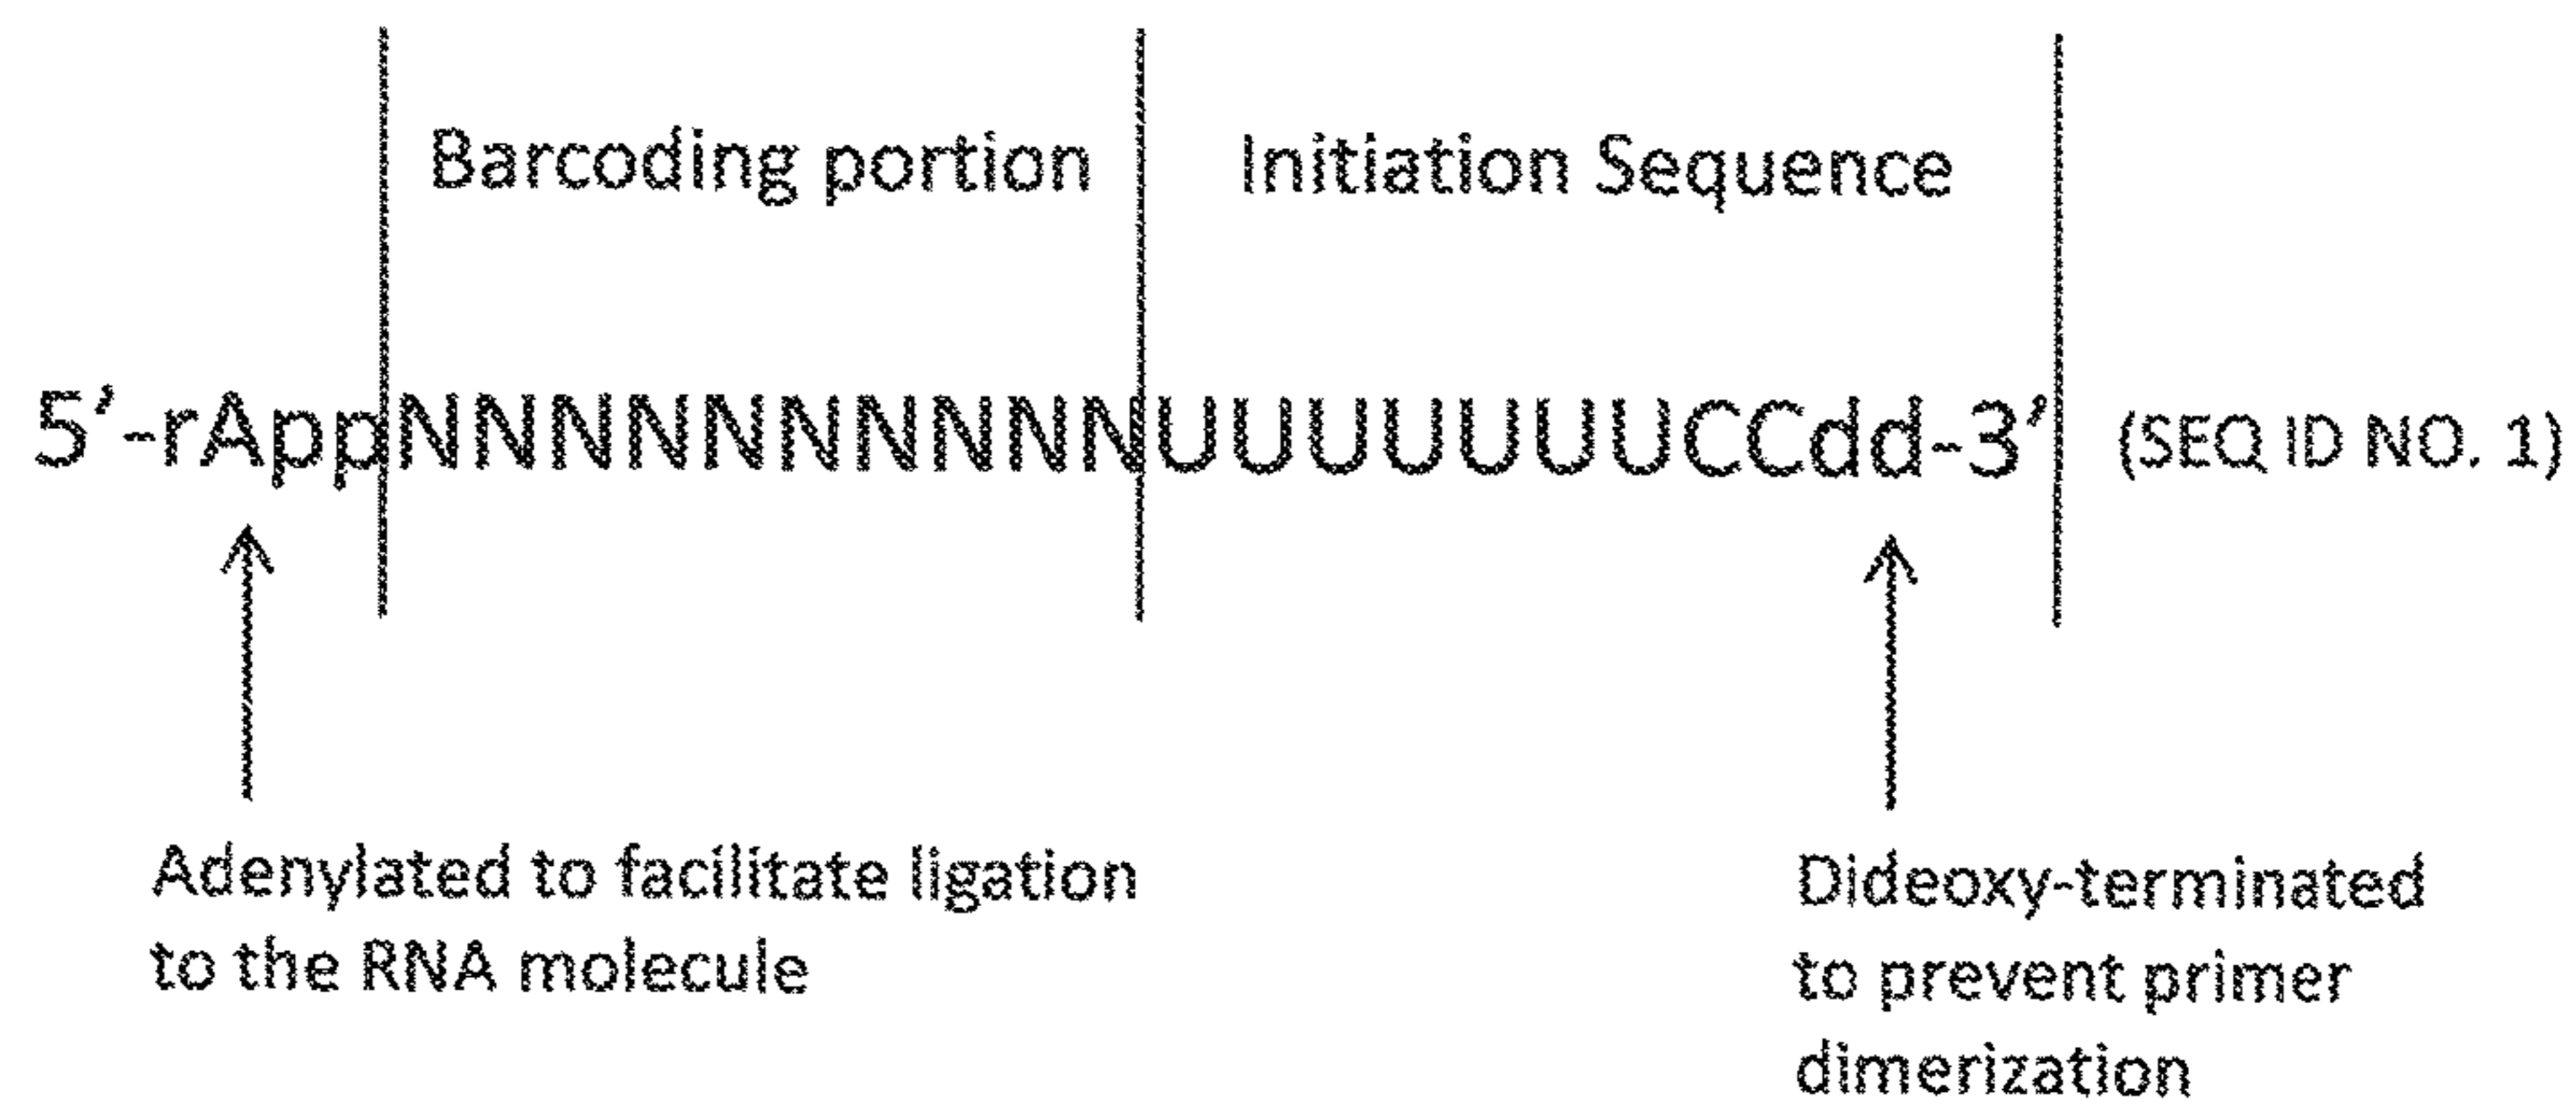 Barcoding portion
Initiation Sequence
5’-rAppNNNNNNNNNNUUUUUUUCCdd-3’ (SEQ ID NO. 1)
Adenylated to facilitate ligation
to the RNA molecule
Dideoxy-terminated
to prevent primer
dimerization